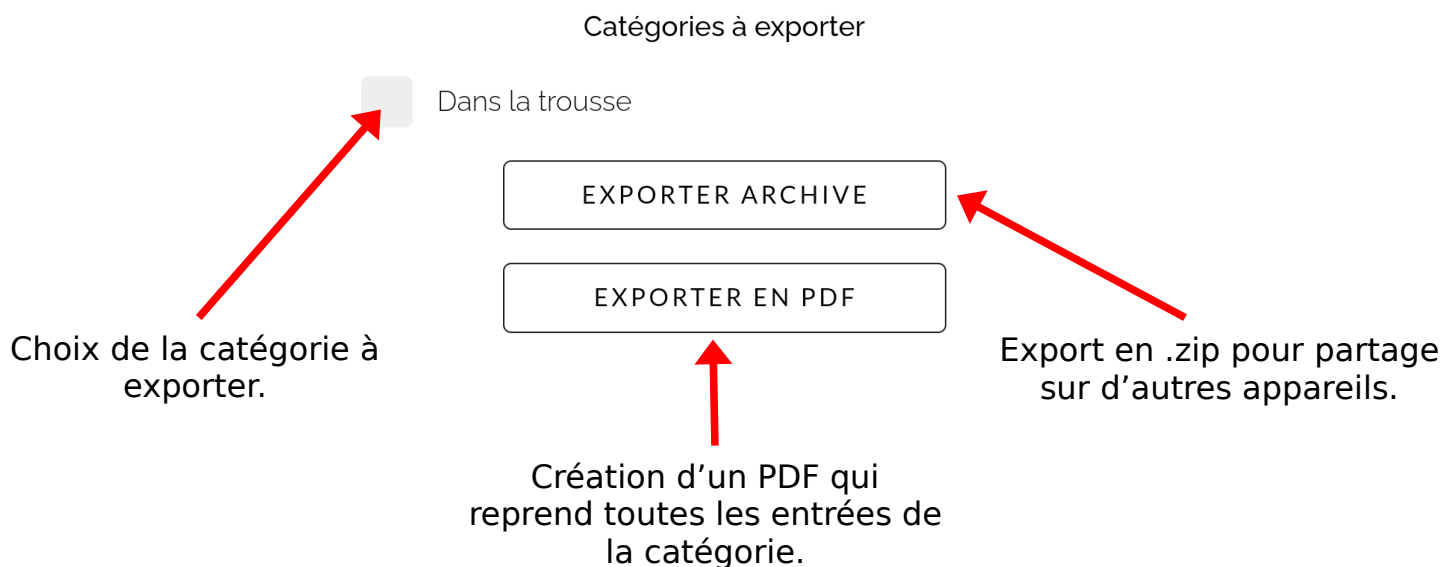 Catégories à exporter
Dans la trousse
EXPORTER ARCHIVE
EXPORTER EN PDF
Choix de la catégorie à
exporter.
Export en .zip pour partage
sur d’autres appareils.
Création d’un PDF qui
reprend toutes les entrées de
la catégorie.